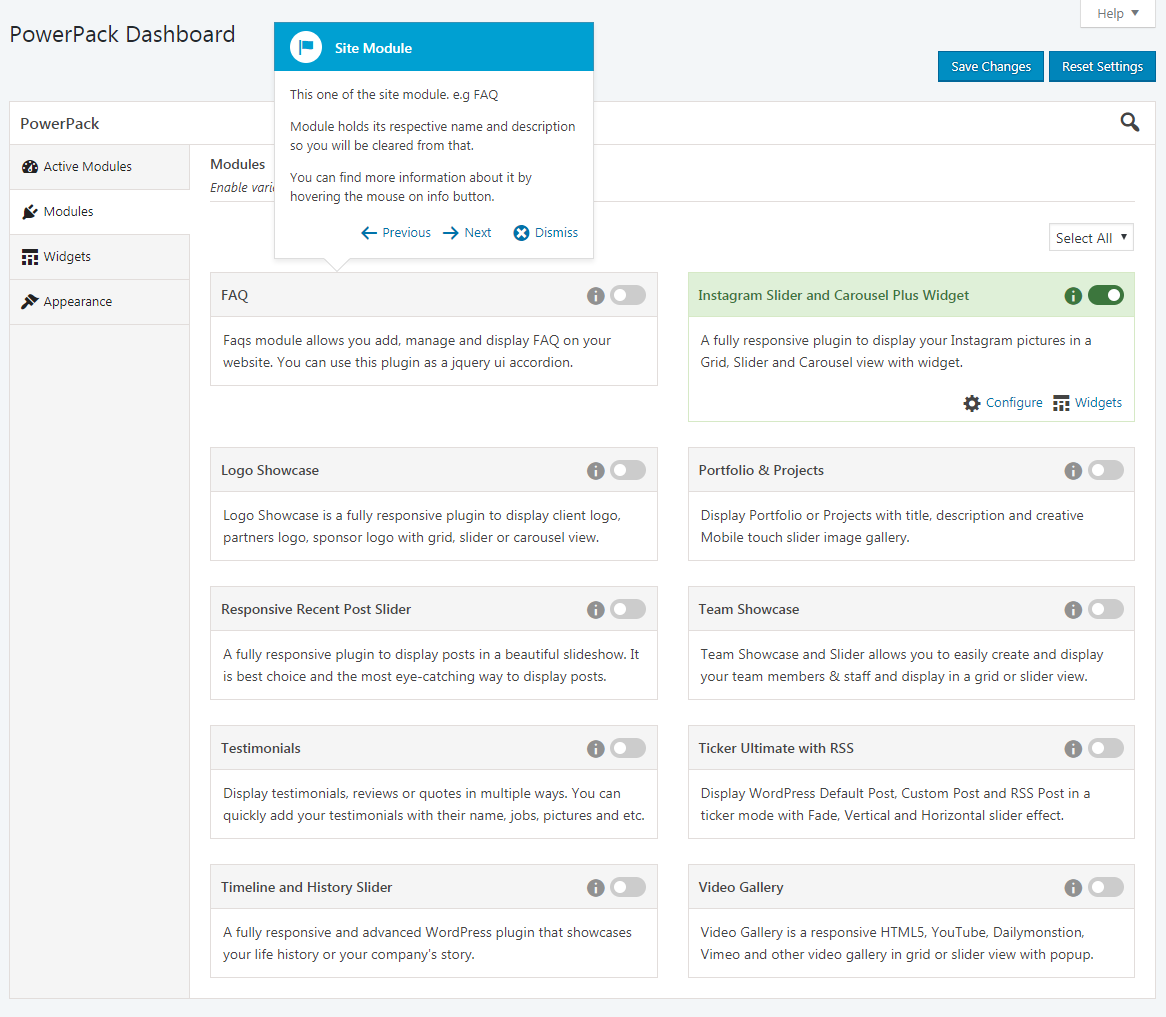 Help
PowerPack Dashboard
Site Module
Save Changes
Reset Settings
This one of the site module. e.g FAQ
Module holds its respective name and description
so you will be cleared from that.
You can find more information about it by
hovering the mouse on info button.
Previous
Next
Dismiss
PowerPack
Active Modules
Modules
Widgets
Appearance
Modules
Enable
Select All
FAQ
Faqs module allows you add, manage and display FAQ on your
website. You can use this plugin as a jquery ui accordion.
Instagram Slider and Carousel Plus Widget
A fully responsive plugin to display your Instagram pictures in a
Grid, Slider and Carousel view with widget.
Configure
Widgets
Logo Showcase
Logo Showcase is a fully responsive plugin to display client logo,
partners logo, sponsor logo with grid, slider or carousel view.
Portfolio & Projects
Display Portfolio or Projects with title, description and creative
Mobile touch slider image gallery.
Responsive Recent Post Slider
A fully responsive plugin to display posts in a beautiful slideshow. It
is best choice and the most eye-catching way to display posts.
Team Showcase
Team Showcase and Slider allows you to easily create and display
your team members & staff and display in a grid or slider view.
Testimonials
Display testimonials, reviews or quotes in multiple ways. You can
quickly add your testimonials with their name, jobs, pictures and etc.
Ticker Ultimate with RSS
Display WordPress Default Post, Custom Post and RSS Post in a
ticker mode with Fade, Vertical and Horizontal slider effect.
Timeline and History Slider
A fully responsive and advanced WordPress plugin that showcases
your life history or your company's story.
Video Gallery
Video Gallery is a responsive HTML5, YouTube, Dailymonstion,
Vimeo and other video gallery in grid or slider view with popup.